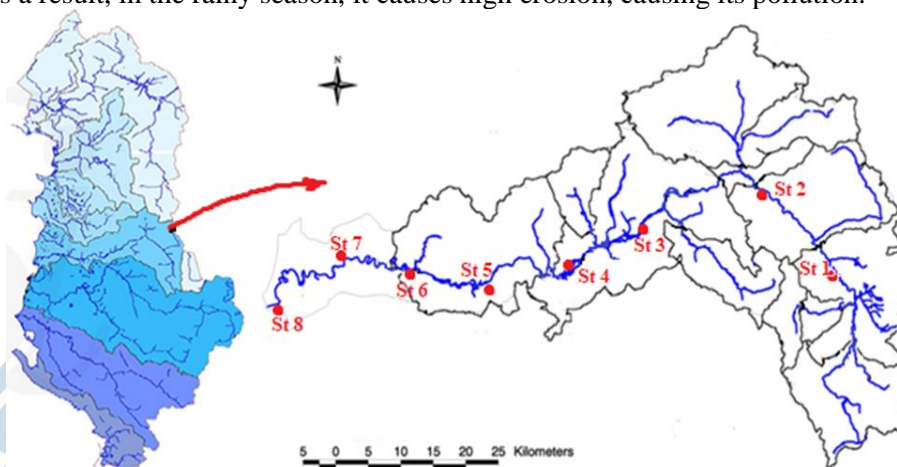 s a result, in the rainy season, it causes high erosion, causing its pollution.
N
St 2
St 7
St 3
St 1
St 5
St 4
St 6
St 8
5 0 5 10 15 20 25 Kilometers